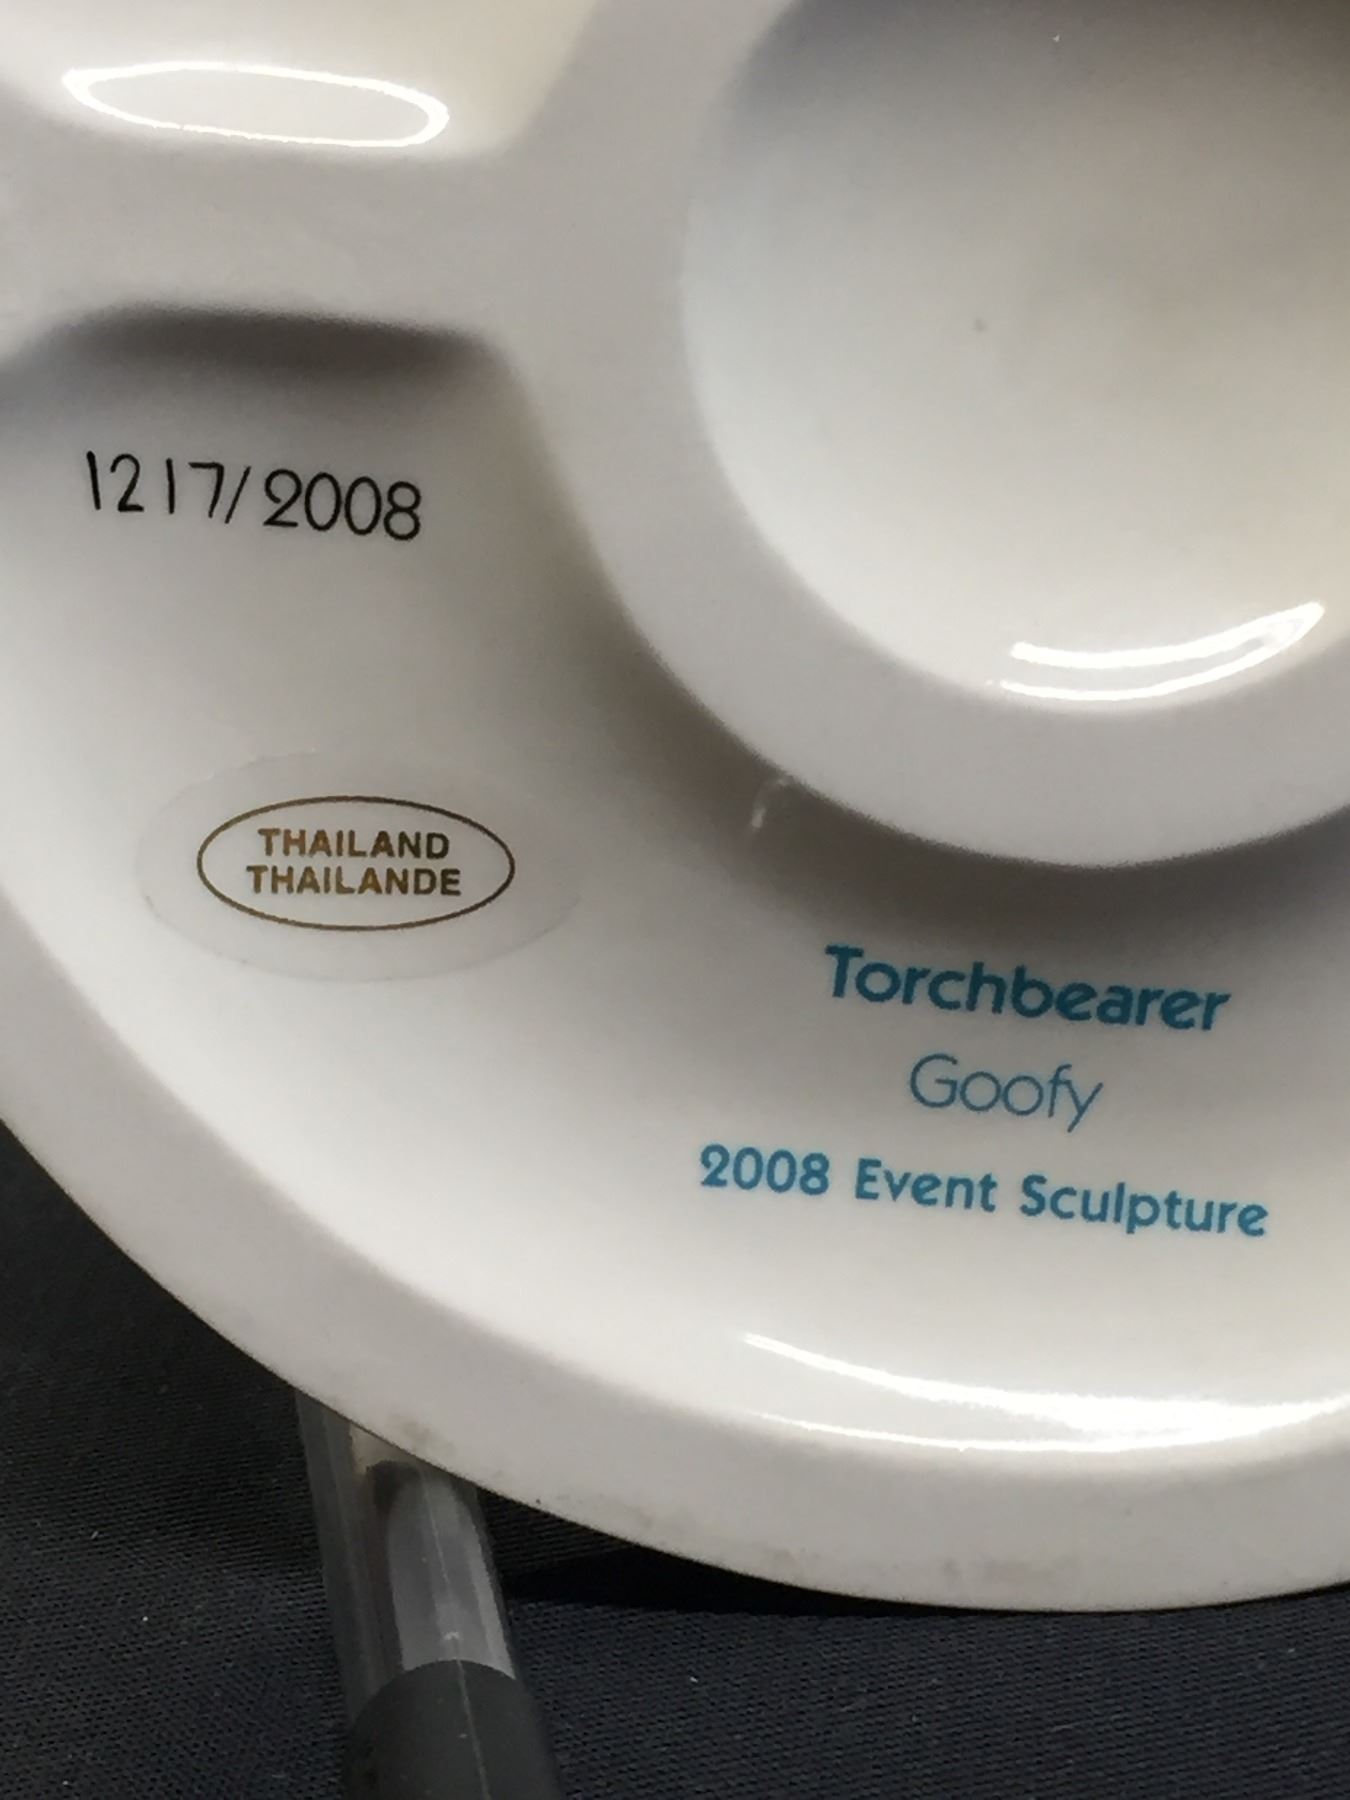 1217/2008
THAILAND
THAILANDE
Torchbearer
Goofy
2008 Event Sculpture